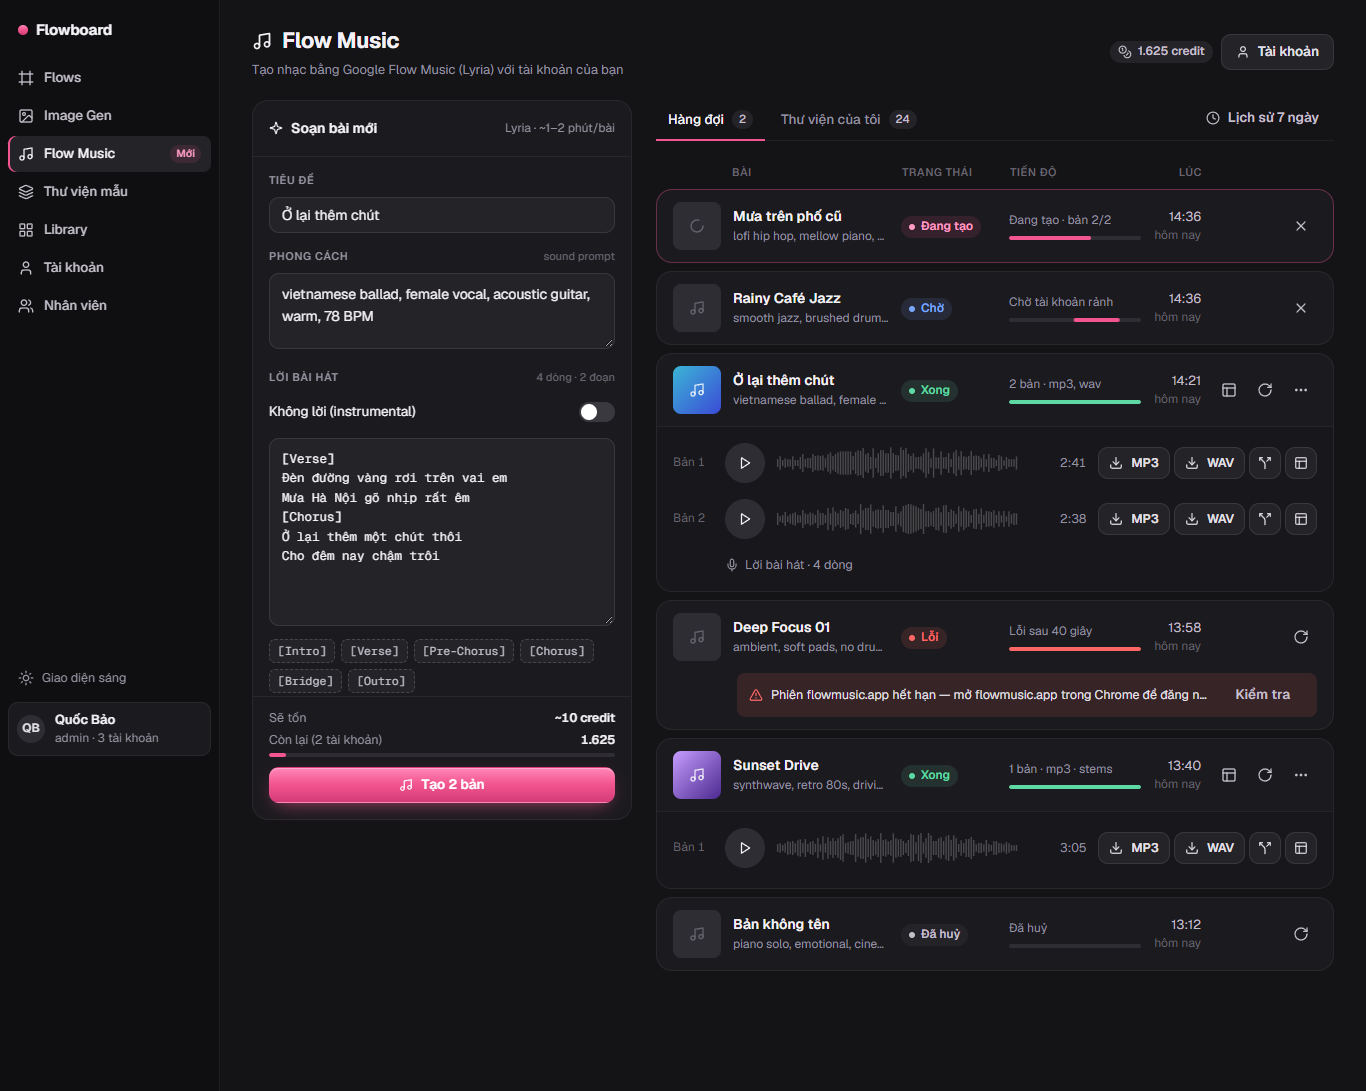 Flowboard
Flows
Image Gen
Flow Music
Mới
Thư viện mẫu
Library
Tài khoản
Nhân viên
Giao diện sáng
QB
Quốc Bảo
admin · 3 tài khoản
Flow Music
Tạo nhạc bằng Google Flow Music (Lyria) với tài khoản của bạn
1.625 credit
Tài khoản
Soạn bài mới
Lyria · ~1–2 phút/bài
TIÊU ĐỀ
Ở lại thêm chút
PHONG CÁCH
sound prompt
vietnamese ballad, female vocal, acoustic guitar,
warm, 78 BPM
LỜI BÀI HÁT
4 dòng · 2 đoạn
Không lời (instrumental)
[Verse]
Đèn đường vàng rơi trên vai em
Mưa Hà Nội gõ nhịp rất êm
[Chorus]
Ở lại thêm một chút thôi
Cho đêm nay chậm trôi
[Intro]
[Verse]
[Pre-Chorus]
[Chorus]
[Bridge]
[Outro]
Sẽ tốn
~10 credit
Còn lại (2 tài khoản)
1.625
Tạo 2 bản
Hàng đợi 2
Thư viện của tôi 24
Lịch sử 7 ngày
BÀI
TRẠNG THÁI
TIẾN ĐỘ
LÚC
Mưa trên phố cũ
lofi hip hop, mellow piano, ...
Đang tạo
Đang tạo · bản 2/2
14:36
hôm nay
Rainy Café Jazz
smooth jazz, brushed drum...
Chờ
Chờ tài khoản rảnh
14:36
hôm nay
Ở lại thêm chút
vietnamese ballad, female ...
Xong
2 bản · mp3, wav
14:21
hôm nay
Bản 1
2:41
MP3
WAV
Bản 2
2:38
MP3
WAV
Lời bài hát · 4 dòng
Deep Focus 01
ambient, soft pads, no dru...
Lỗi
Lỗi sau 40 giây
13:58
hôm nay
Phiên flowmusic.app hết hạn — mở flowmusic.app trong Chrome để đăng n...
Kiểm tra
Sunset Drive
synthwave, retro 80s, drivi...
Xong
1 bản · mp3 · stems
13:40
hôm nay
Bản 1
3:05
MP3
WAV
Bản không tên
piano solo, emotional, cine...
Đã huỷ
Đã huỷ
13:12
hôm nay